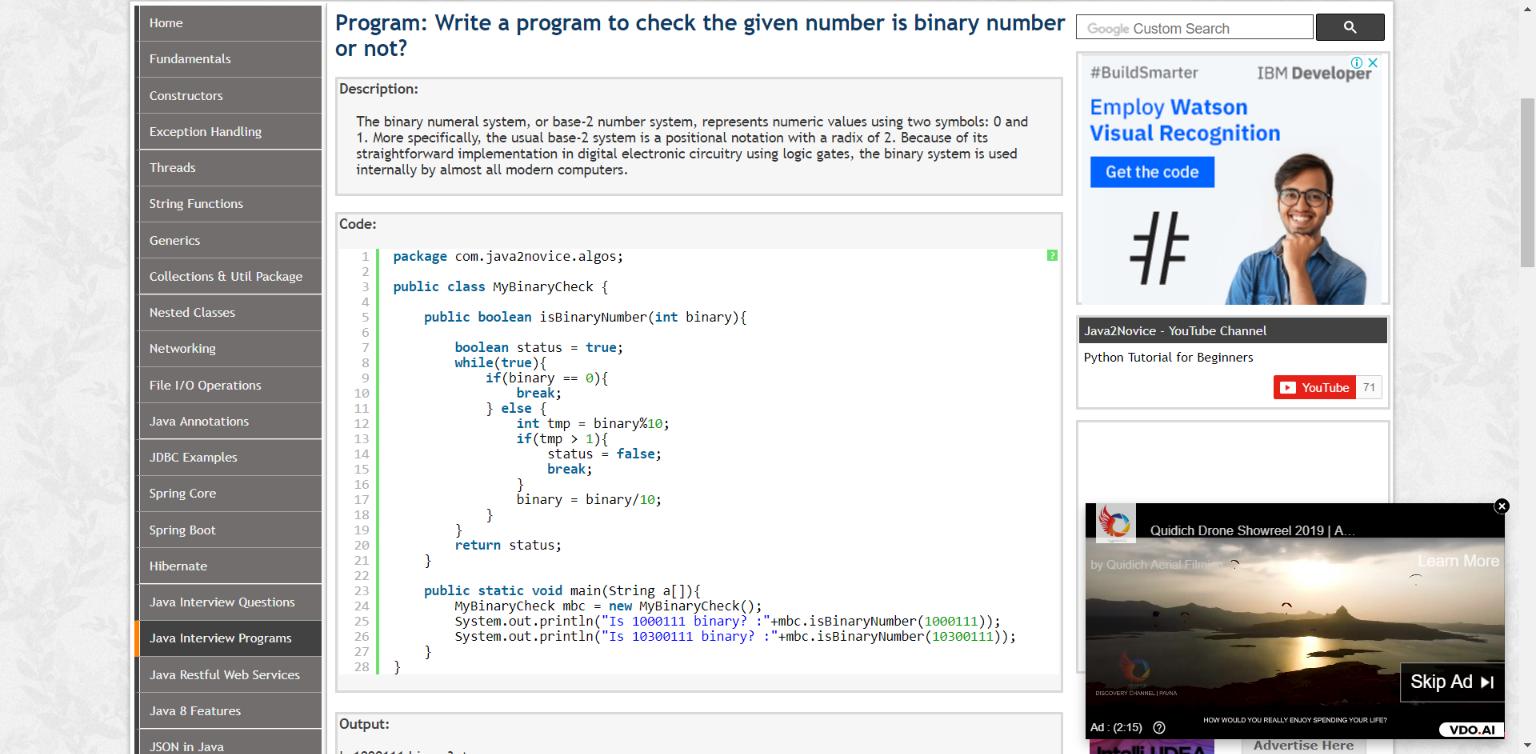 Home
Fundamentals
Constructors
Exception Handling
Threads
String Functions
Generics
Collections & Util Package
Nested Classes
Networking
File I/O Operations
Java Annotations
JDBC Examples
Spring Core
Spring Boot
Hibernate
Java Interview Questions
Java Interview Programs
Java Restful Web Services
Java 8 Features
JSON in Java
Program: Write a program to check the given number is binary number
or not?
Description:
The binary numeral system, or base-2 number system, represents numeric values using two symbols: 0 and
1. More specifically, the usual base-2 system is a positional notation with a radix of 2. Because of its
straightforward implementation in digital electronic circuitry using logic gates, the binary system is used
internally by almost all modern computers.
Code:
?
1 package com.java2novice.algos;
2
3 public class MyBinaryCheck {
4
5     public boolean isBinaryNumber(int binary){
6
7         boolean status = true;
8         while(true){
9             if(binary == 0){
10                 break;
11             } else {
12                 int tmp = binary%10;
13                 if(tmp > 1){
14                     status = false;
15                     break;
16                 }
17                 binary = binary/10;
18             }
19         }
20         return status;
21     }
22
23     public static void main(String a[]){
24         MyBinaryCheck mbc = new MyBinaryCheck();
25         System.out.println("Is 1000111 binary? :"+mbc.isBinaryNumber(1000111));
26         System.out.println("Is 10300111 binary? :"+mbc.isBinaryNumber(10300111));
27     }
28 }
Output:
Google Custom Search
#BuildSmarter
IBM Developer
Employ Watson
Visual Recognition
Get the code
#
Java2Novice - YouTube Channel
Python Tutorial for Beginners
YouTube 71
Quidich Drone Showreel 2019 | A...
by Quidich Aerial Filming
Learn More
Skip Ad
DISCOVERY CHANNEL | PAVNA
Ad : (2:15) ?
HOW WOULD YOU REALLY ENJOY SPENDING YOUR LIFE?
VDO.AI
IntelliJ IDEA
Advertise Here